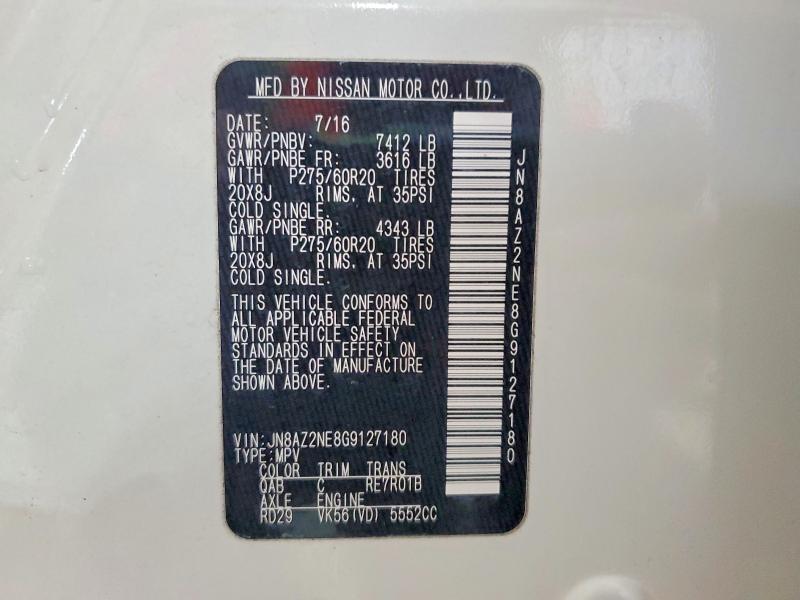 MFD BY NISSAN MOTOR CO.,LTD.
DATE: 7/16
GVWR/PNBV: 7412 LB
GAWR/PNBE FR: 3616 LB
WITH P275/60R20 TIRES
20X8J RIMS, AT 35PSI
COLD SINGLE.
GAWR/PNBE RR: 4343 LB
WITH P275/60R20 TIRES
20X8J RIMS, AT 35PSI
COLD SINGLE.
THIS VEHICLE CONFORMS TO
ALL APPLICABLE FEDERAL
MOTOR VEHICLE SAFETY
STANDARDS IN EFFECT ON
THE DATE OF MANUFACTURE
SHOWN ABOVE.
VIN:JN8AZ2NE8G9127180
TYPE:MPV
COLOR TRIM TRANS
QAB C RE7R01B
AXLE ENGINE
RD29 VK56(VD) 5552CC
JN8AZ2NE8G9127180